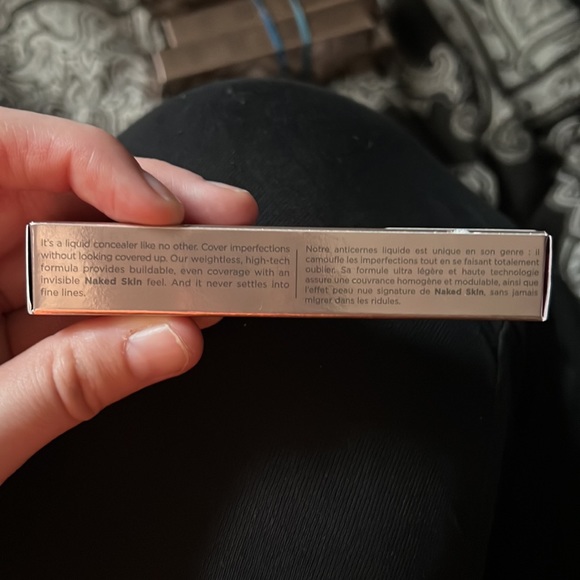 It's a liquid concealer like no other. Cover imperfections
without looking covered up. Our weightless, high-tech
formula provides buildable, even coverage with an
invisible Naked Skin feel. And it never settles into
fine lines.
Notre anticernes liquide est unique en son genre : il
camoufle les imperfections tout en se faisant totalement
oublier. Sa formule ultra légère et haute technologie
assure une couvrance homogène et modulable, ainsi que
l'effet peau nue signature de Naked Skin, sans jamais
migrer dans les ridules.